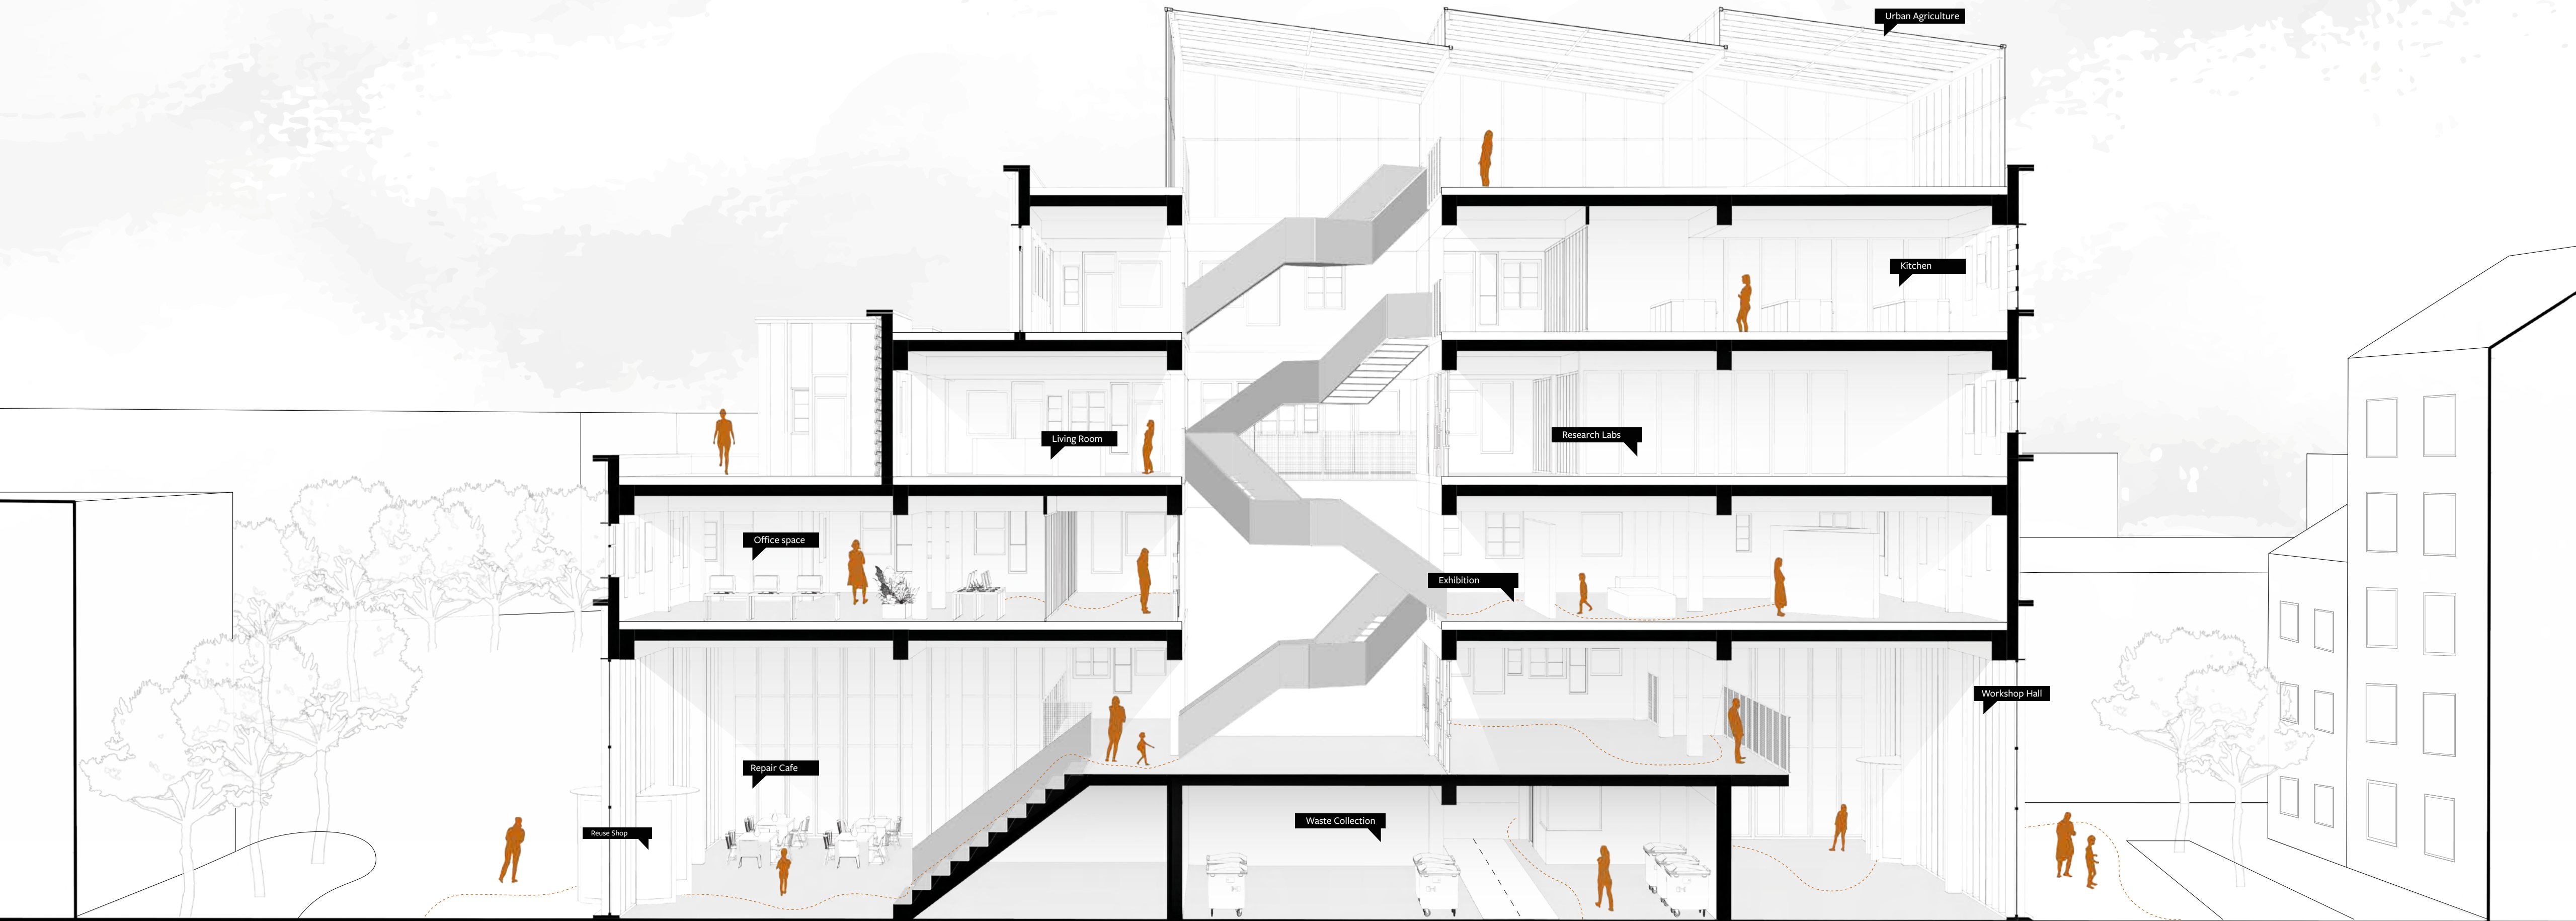 Urban Agriculture
Kitchen
Living Room
Research Labs
Office space
Exhibition
Workshop Hall
Repair Cafe
Waste Collection
Reuse Shop